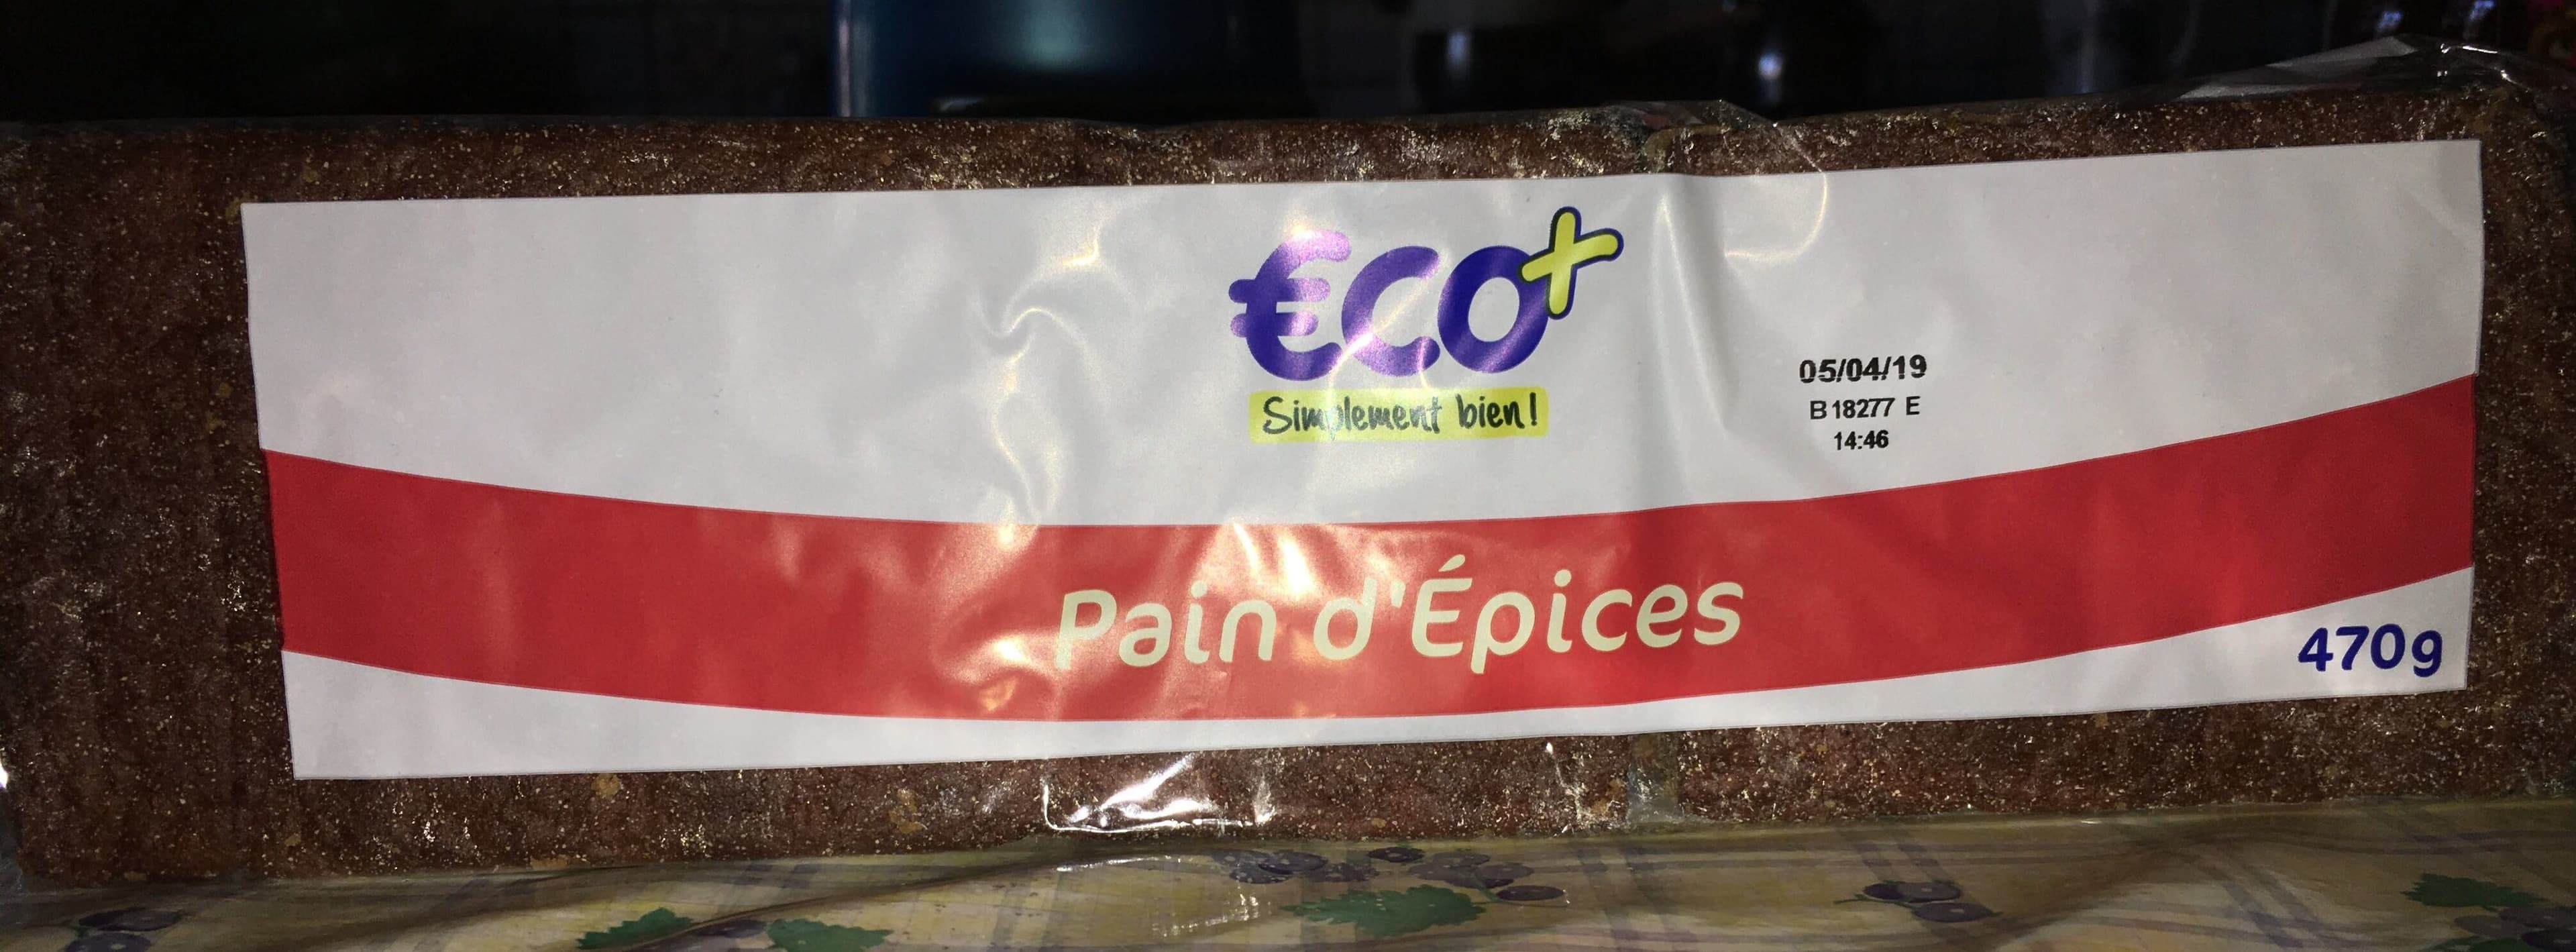 €co+
Simplement bien!
05/04/19
B 18277 E
14:46
Pain d'Épices
470g